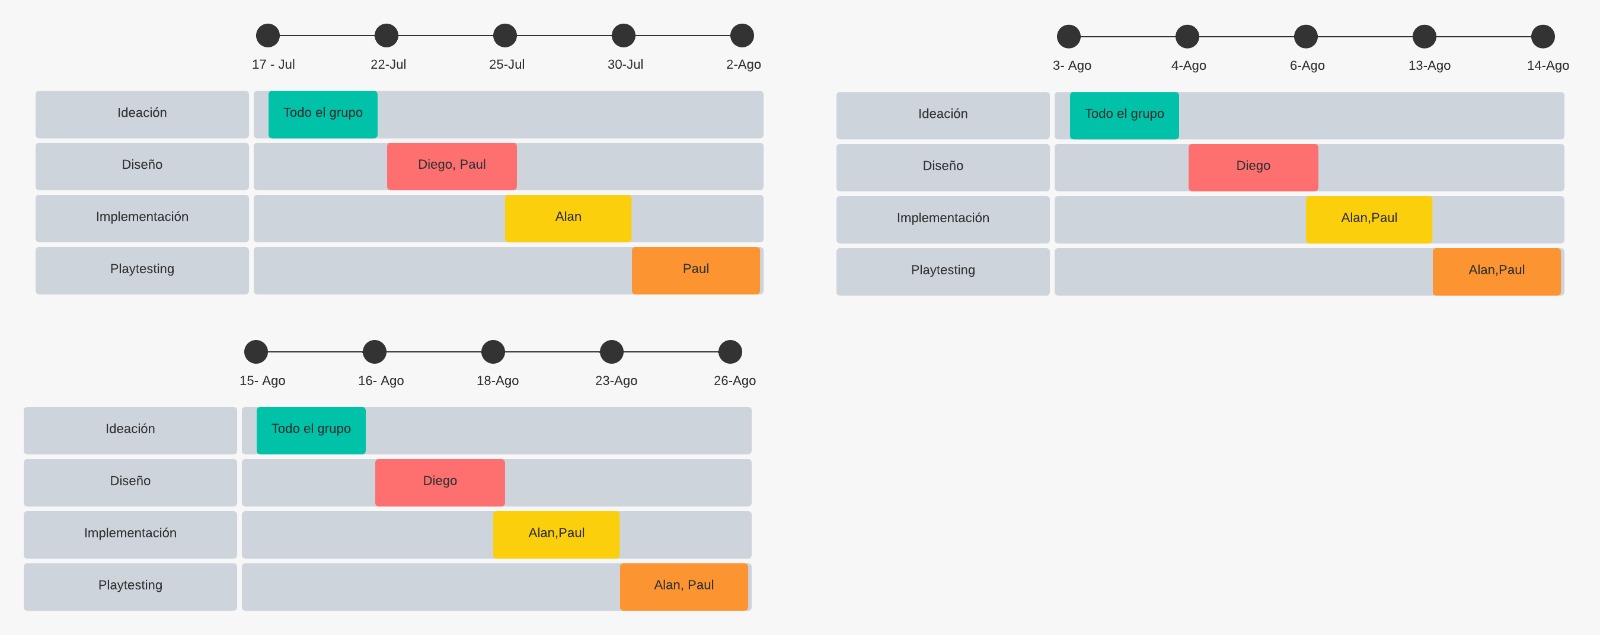 17 - Jul
22-Jul
25-Jul
30-Jul
2-Ago
Ideación
Todo el grupo
Diseño
Diego, Paul
Implementación
Alan
Playtesting
Paul
3- Ago
4-Ago
6-Ago
13-Ago
14-Ago
Ideación
Todo el grupo
Diseño
Diego
Implementación
Alan,Paul
Playtesting
Alan,Paul
15- Ago
16- Ago
18-Ago
23-Ago
26-Ago
Ideación
Todo el grupo
Diseño
Diego
Implementación
Alan,Paul
Playtesting
Alan, Paul